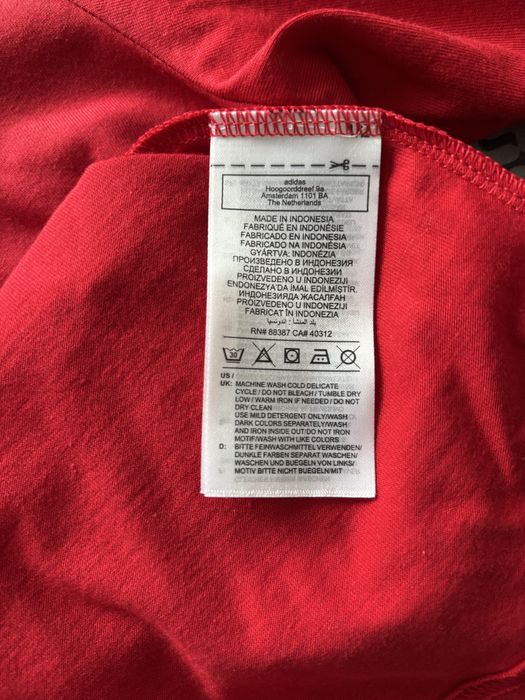 adidas
Hoogoorddreef 9a
Amsterdam 1101 BA
The Netherlands
MADE IN INDONESIA
FABRIQUÉ EN INDONÉSIE
FABRICADO EN INDONESIA
FABRICADO NA INDONÉSIA
GYÁRTVA: INDONÉZIA
ПРОИЗВЕДЕНО В ИНДОНЕЗИЯ
СДЕЛАНО В ИНДОНЕЗИИ
PROIZVEDENO U INDONEZIJI
ENDONEZYA'DA İMAL EDİLMİŞTİR.
ИНДОНЕЗИЯДА ЖАСАЛҒАН
PROIZVEDENO U INDONEZIJI
FABRICAT ÎN INDONEZIA
بلد المنشأ : إندونسيا
RN# 88387 CA# 40312
30
US /
UK: MACHINE WASH COLD DELICATE
CYCLE / DO NOT BLEACH / TUMBLE DRY
LOW / WARM IRON IF NEEDED / DO NOT
DRY CLEAN
USE MILD DETERGENT ONLY/WASH
DARK COLORS SEPARATELY/WASH
AND IRON INSIDE OUT/DO NOT IRON
MOTIF/WASH WITH LIKE COLORS
D: BITTE FEINWASCHMITTEL VERWENDEN/
DUNKLE FARBEN SEPARAT WASCHEN/
WASCHEN UND BUEGELN VON LINKS/
MOTIV BITTE NICHT BUEGELN/MIT